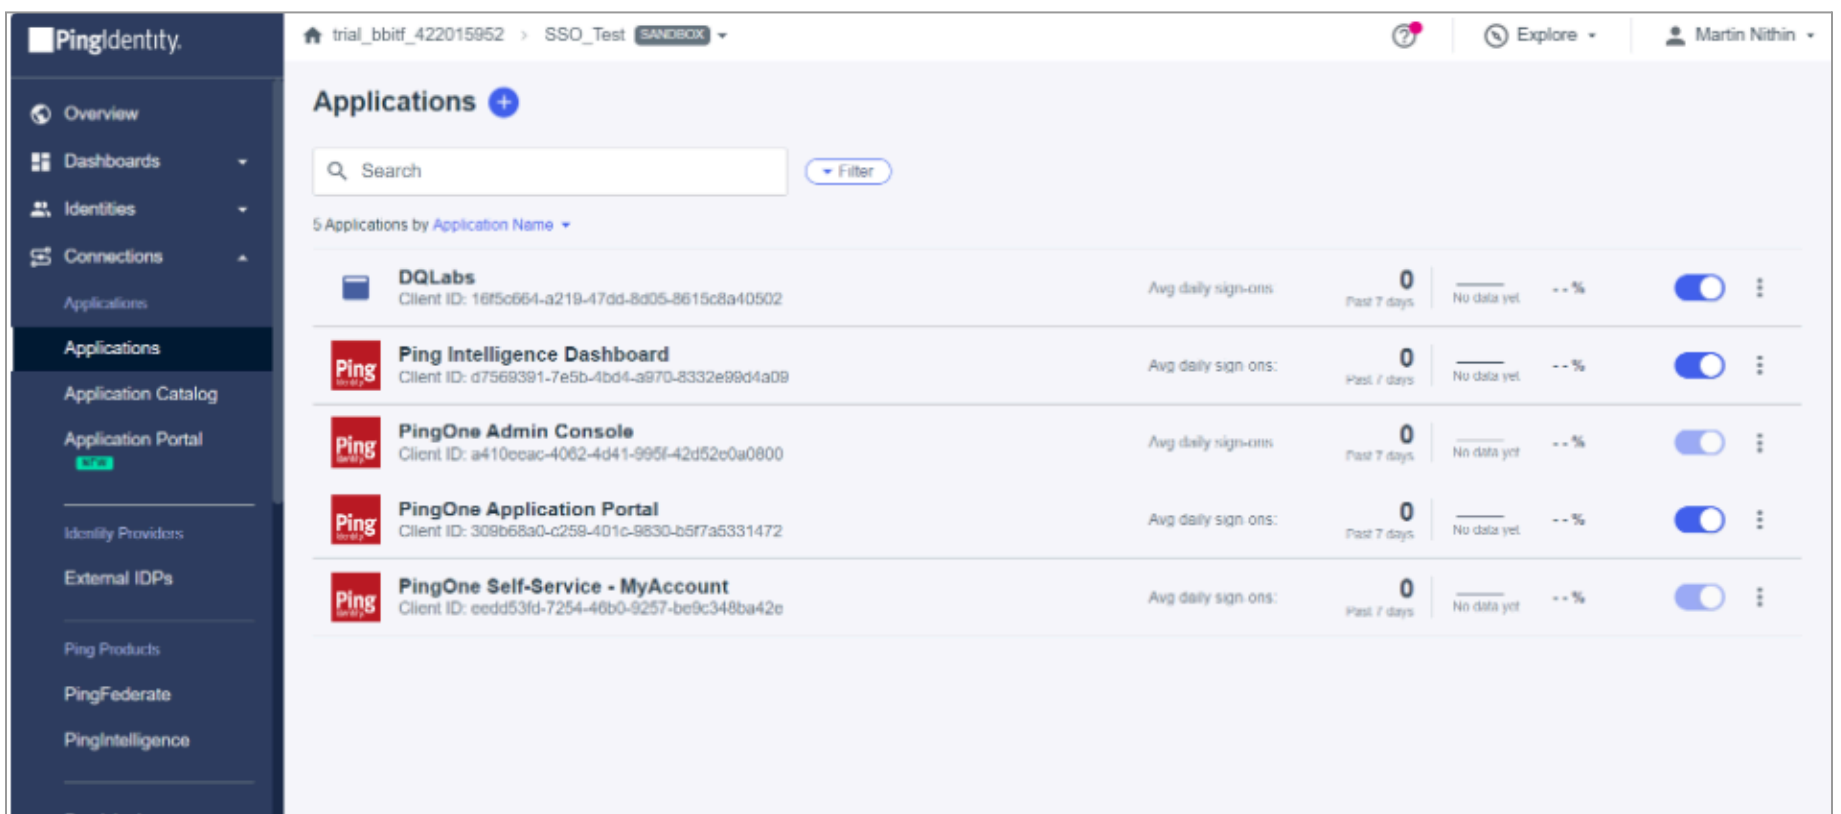 PingIdentity.
trial_bbitf_422015952 > SSO_Test SANDBOX
Explore
Martin Nithin
Overview
Dashboards
Identities
Connections
Applications
Applications
Application Catalog
Application Portal
NEW
Identity Providers
External IDPs
Ping Products
PingFederate
PingIntelligence
Applications
Search
Filter
5 Applications by Application Name
DQLabs
Client ID: 16f5c664-a219-47dd-8d05-8615c8a40502
Avg daily sign-ons
0
Past 7 days
No data yet
--%
Ping
Identity
Ping Intelligence Dashboard
Client ID: d7569391-7e5b-4bd4-a970-8332e99d4a09
Avg daily sign ons:
0
Past 7 days
No data yet
--%
Ping
Identity
PingOne Admin Console
Client ID: a410eeac-4062-4d41-995f-42d52e0a0800
Avg daily sign-ons
0
Past 7 days
No data yet
--%
Ping
Identity
PingOne Application Portal
Client ID: 309b68a0-c259-401c-9830-b5f7a5331472
Avg daily sign ons:
0
Past 7 days
No data yet
--%
Ping
Identity
PingOne Self-Service - MyAccount
Client ID: eedd53fd-7254-46b0-9257-be9c348ba42e
Avg daily sign ons:
0
Past 7 days
No data yet
--%